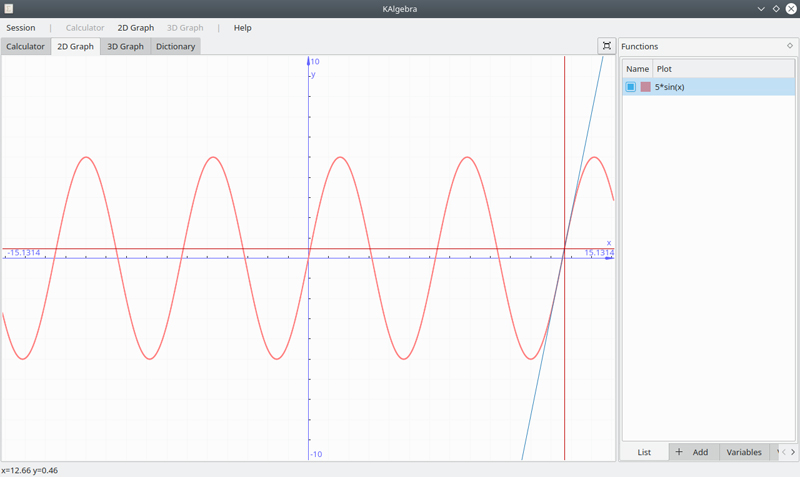 KAlgebra
Session Calculator 2D Graph 3D Graph Help
Calculator 2D Graph 3D Graph Dictionary
Functions
Name Plot
5*sin(x)
10
y
x
-15.1314 15.1314
-10
List + Add Variables
x=12.66 y=0.46